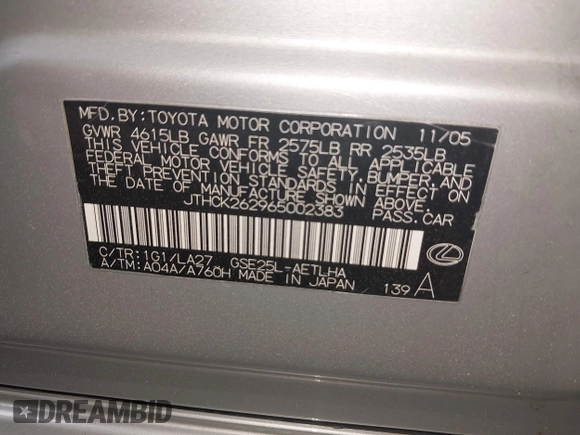 MFD.BY:TOYOTA MOTOR CORPORATION 11/05
GVWR 4615LB GAWR FR 2575LB RR 2535LB
THIS VEHICLE CONFORMS TO ALL APPLICABLE
FEDERAL MOTOR VEHICLE SAFETY, BUMPER, AND
THEFT PREVENTION STANDARDS IN EFFECT ON
THE DATE OF MANUFACTURE SHOWN ABOVE.
JTHCK262965002383 PASS.CAR
C/TR:1G1/LA27 GSE25L-AETLHA
A/TM:A04A/A760H MADE IN JAPAN 139 A
DREAMBID